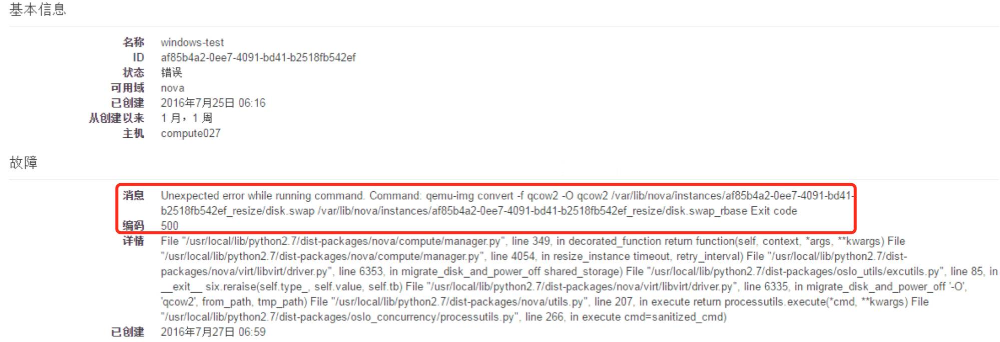 基本信息
名称 windows-test
ID af85b4a2-0ee7-4091-bd41-b2518fb542ef
状态 错误
可用域 nova
已创建 2016年7月25日 06:16
从创建以来 1 月，1 周
主机 compute027
故障
消息 Unexpected error while running command. Command: qemu-img convert -f qcow2 -O qcow2 /var/lib/nova/instances/af85b4a2-0ee7-4091-bd41-
b2518fb542ef_resize/disk.swap /var/lib/nova/instances/af85b4a2-0ee7-4091-bd41-b2518fb542ef_resize/disk.swap_rbase Exit code
编码 500
详情 File "/usr/local/lib/python2.7/dist-packages/nova/compute/manager.py", line 349, in decorated_function return function(self, context, *args, **kwargs) File
"/usr/local/lib/python2.7/dist-packages/nova/compute/manager.py", line 4054, in resize_instance timeout, retry_interval) File "/usr/local/lib/python2.7/dist-
packages/nova/virt/libvirt/driver.py", line 6353, in migrate_disk_and_power_off shared_storage) File "/usr/local/lib/python2.7/dist-packages/oslo_utils/excutils.py", line 85, in
__exit__ six.reraise(self.type_, self.value, self.tb) File "/usr/local/lib/python2.7/dist-packages/nova/virt/libvirt/driver.py", line 6335, in migrate_disk_and_power_off '-O',
'qcow2', from_path, tmp_path) File "/usr/local/lib/python2.7/dist-packages/nova/utils.py", line 207, in execute return processutils.execute(*cmd, **kwargs) File
"/usr/local/lib/python2.7/dist-packages/oslo_concurrency/processutils.py", line 266, in execute cmd=sanitized_cmd)
已创建 2016年7月27日 06:59